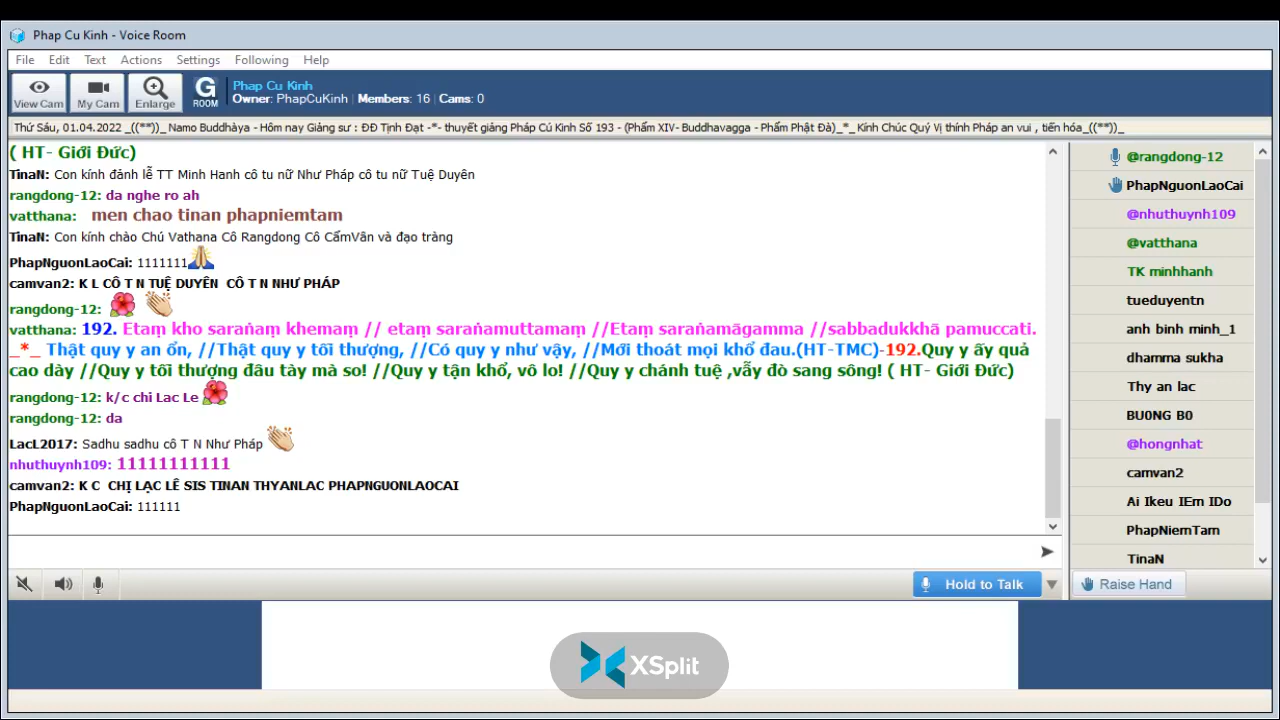 Phap Cu Kinh - Voice Room
File Edit Text Actions Settings Following Help
View Cam My Cam Enlarge G ROOM
Phap Cu Kinh
Owner: PhapCuKinh | Members: 16 | Cams: 0
Thứ Sáu, 01.04.2022 _((**))_ Namo Buddhàya - Hôm nay Giảng sư : ĐĐ Tịnh Đạt -*- thuyết giảng Pháp Cú Kinh Số 193 - (Phẩm XIV- Buddhavagga - Phẩm Phật Đà)_*_ Kính Chúc Quý Vị thính Pháp an vui , tiến hóa_((**))_
( HT- Giới Đức)
TinaN: Con kính đảnh lễ TT Minh Hanh cô tu nữ Như Pháp cô tu nữ Tuệ Duyên
rangdong-12: da nghe ro ah
vatthana: men chao tinan phapniemtam
TinaN: Con kính chào Chú Vathana Cô Rangdong Cô CẩmVân và đạo tràng
PhapNguonLaoCai: 1111111
camvan2: K L CÔ T N TUỆ DUYÊN CÔ T N NHƯ PHÁP
rangdong-12:
vatthana: 192. Etaṃ kho saraṅaṃ khemaṃ // etaṃ saraṅamuttamaṃ //Etaṃ saraṅamāgamma //sabbadukkhā pamuccati.
_*_ Thật quy y an ổn, //Thật quy y tối thượng, //Có quy y như vậy, //Mới thoát mọi khổ đau.(HT-TMC)-192.Quy y ấy quả
cao dày //Quy y tối thượng đâu tày mà so! //Quy y tận khổ, vô lo! //Quy y chánh tuệ ,vẫy đò sang sông! ( HT- Giới Đức)
rangdong-12: k/c chi Lac Le
rangdong-12: da
LacL2017: Sadhu sadhu cô T N Như Pháp
nhuthuynh109: 11111111111
camvan2: K C CHỊ LẠC LÊ SIS TINAN THYANLAC PHAPNGUONLAOCAI
PhapNguonLaoCai: 111111
@rangdong-12
PhapNguonLaoCai
@nhuthuynh109
@vatthana
TK minhhanh
tueduyentn
anh binh minh_1
dhamma sukha
Thy an lac
BU0NG B0
@hongnhat
camvan2
Ai Ikeu IEm IDo
PhapNiemTam
TinaN
Hold to Talk
Raise Hand
XSplit